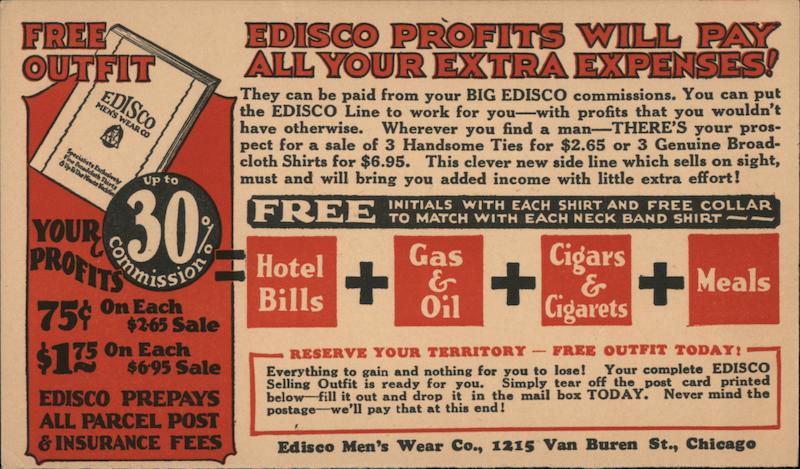 FREE
OUTFIT
EDISCO
MEN'S WEAR CO
Specialists Exclusively
Fine Broadcloth Shirts
Up to
30%
commission
YOUR
PROFITS
75¢ On Each
$2.65 Sale
$1.75 On Each
$6.95 Sale
EDISCO PREPAYS
ALL PARCEL POST
& INSURANCE FEES
EDISCO PROFITS WILL PAY
ALL YOUR EXTRA EXPENSES!
They can be paid from your BIG EDISCO commissions. You can put
the EDISCO Line to work for you—with profits that you wouldn't
have otherwise. Wherever you find a man—THERE'S your pros-
pect for a sale of 3 Handsome Ties for $2.65 or 3 Genuine Broad-
cloth Shirts for $6.95. This clever new side line which sells on sight,
must and will bring you added income with little extra effort!
FREE INITIALS WITH EACH SHIRT AND FREE COLLAR
TO MATCH WITH EACH NECK BAND SHIRT ——
= Hotel
Bills
+
Gas
&
Oil
+
Cigars
&
Cigarets
+
Meals
RESERVE YOUR TERRITORY — FREE OUTFIT TODAY!
Everything to gain and nothing for you to lose! Your complete EDISCO
Selling Outfit is ready for you. Simply tear off the post card printed
below—fill it out and drop it in the mail box TODAY. Never mind the
postage—we'll pay that at this end!
Edisco Men's Wear Co., 1215 Van Buren St., Chicago